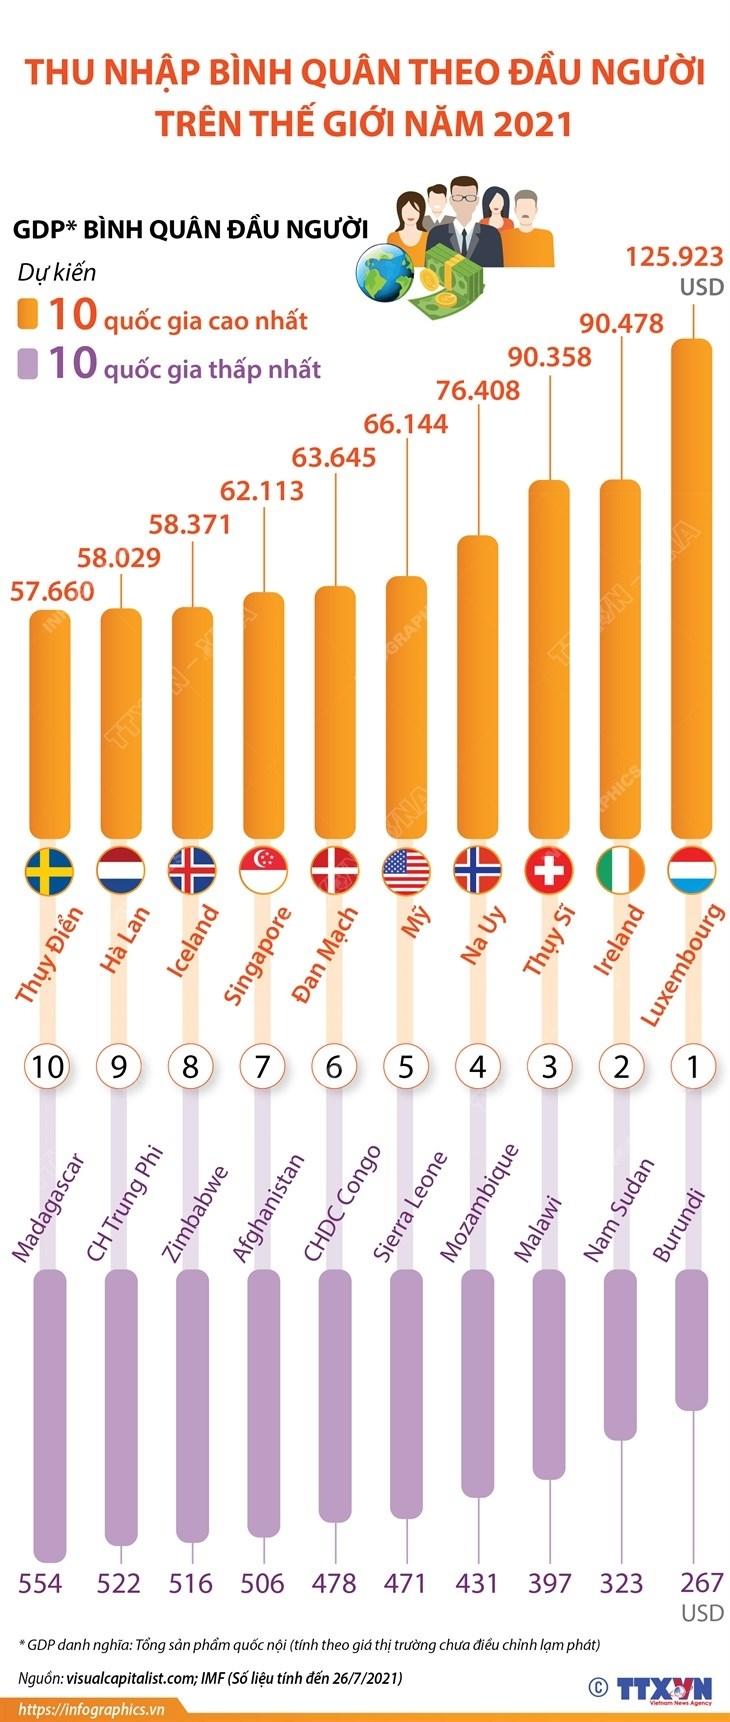 THU NHẬP BÌNH QUÂN THEO ĐẦU NGƯỜI
TRÊN THẾ GIỚI NĂM 2021
GDP* BÌNH QUÂN ĐẦU NGƯỜI
Dự kiến
10 quốc gia cao nhất
10 quốc gia thấp nhất
57.660
58.029
58.371
62.113
63.645
66.144
76.408
90.358
90.478
125.923
USD
Thụy Điển
Hà Lan
Iceland
Singapore
Đan Mạch
Mỹ
Na Uy
Thụy Sĩ
Ireland
Luxembourg
10 9 8 7 6 5 4 3 2 1
Madagascar
CH Trung Phi
Zimbabwe
Afghanistan
CHDC Congo
Sierra Leone
Mozambique
Malawi
Nam Sudan
Burundi
554 522 516 506 478 471 431 397 323 267
USD
* GDP danh nghĩa: Tổng sản phẩm quốc nội (tính theo giá thị trường chưa điều chỉnh lạm phát)
Nguồn: visualcapitalist.com; IMF (Số liệu tính đến 26/7/2021)
© TTXVN
Vietnam News Agency
https://infographics.vn